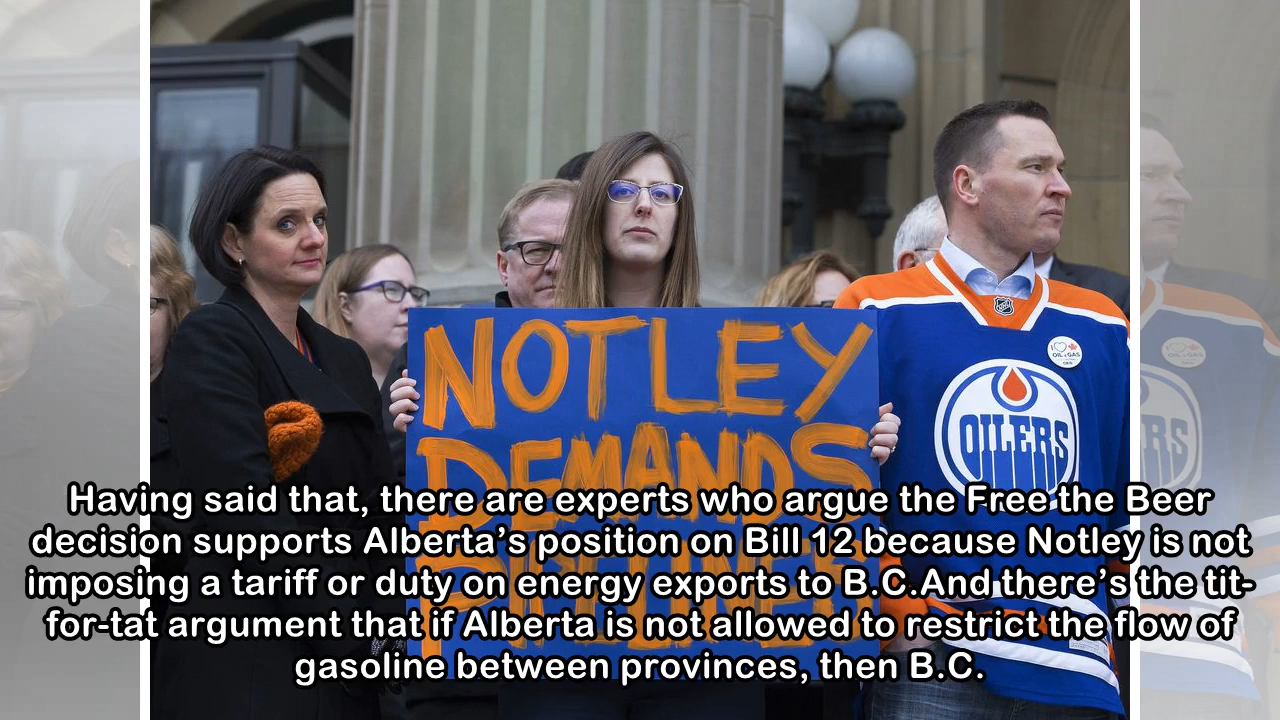 NOTLEY
DEMANDS
PIPELINES
OILERS
I
OIL & GAS
Having said that, there are experts who argue the Free the Beer
decision supports Alberta’s position on Bill 12 because Notley is not
imposing a tariff or duty on energy exports to B.C.And there’s the tit-
for-tat argument that if Alberta is not allowed to restrict the flow of
gasoline between provinces, then B.C.